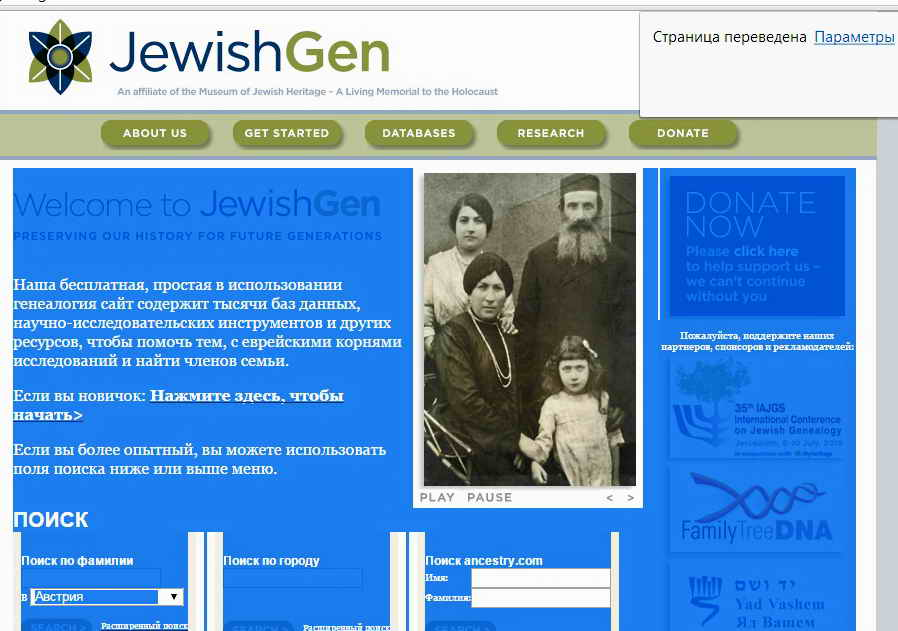 JewishGen
An affiliate of the Museum of Jewish Heritage - A Living Memorial to the Holocaust
Страница переведена Параметры
ABOUT US
GET STARTED
DATABASES
RESEARCH
DONATE
Welcome to JewishGen
PRESERVING OUR HISTORY FOR FUTURE GENERATIONS
Наша бесплатная, простая в использовании
генеалогия сайт содержит тысячи баз данных,
научно-исследовательских инструментов и других
ресурсов, чтобы помочь тем, с еврейскими корнями
исследований и найти членов семьи.
Если вы новичок: Нажмите здесь, чтобы
начать>
Если вы более опытный, вы можете использовать
поля поиска ниже или выше меню.
PLAY PAUSE < >
DONATE
NOW
Please click here
to help support us –
we can't continue
without you
Пожалуйста, поддержите наших
партнеров, спонсоров и рекламодателей:
35th IAJGS
International Conference
on Jewish Genealogy
Jerusalem, 6-10 July, 2015
FamilyTreeDNA
יד ושם
Yad Vashem
Яд Вашем
ПОИСК
Поиск по фамилии
в Австрия
SEARCH > Расширенный поиск
Поиск по городу
SEARCH > Расширенный поиск
Поиск ancestry.com
Имя:
Фамилия:
SEARCH >